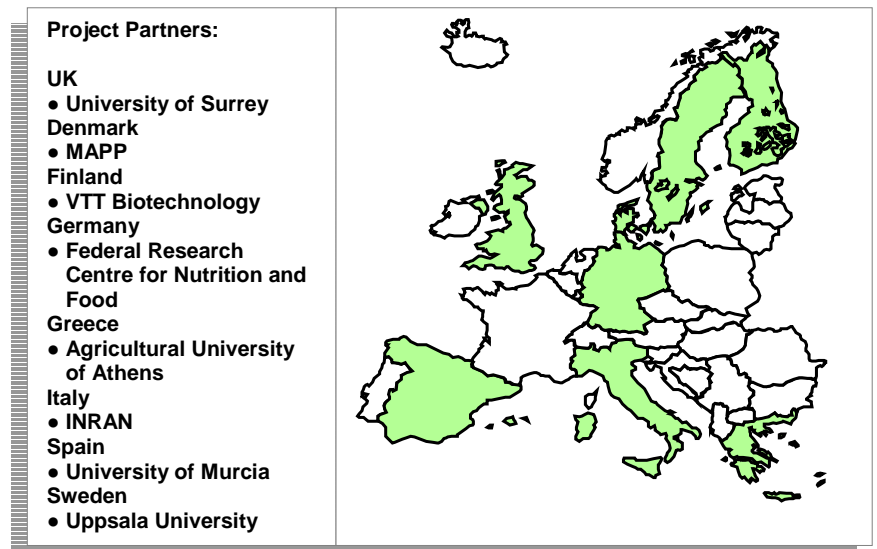 Project Partners:
UK
● University of Surrey
Denmark
● MAPP
Finland
● VTT Biotechnology
Germany
● Federal Research
Centre for Nutrition and
Food
Greece
● Agricultural University
of Athens
Italy
● INRAN
Spain
● University of Murcia
Sweden
● Uppsala University